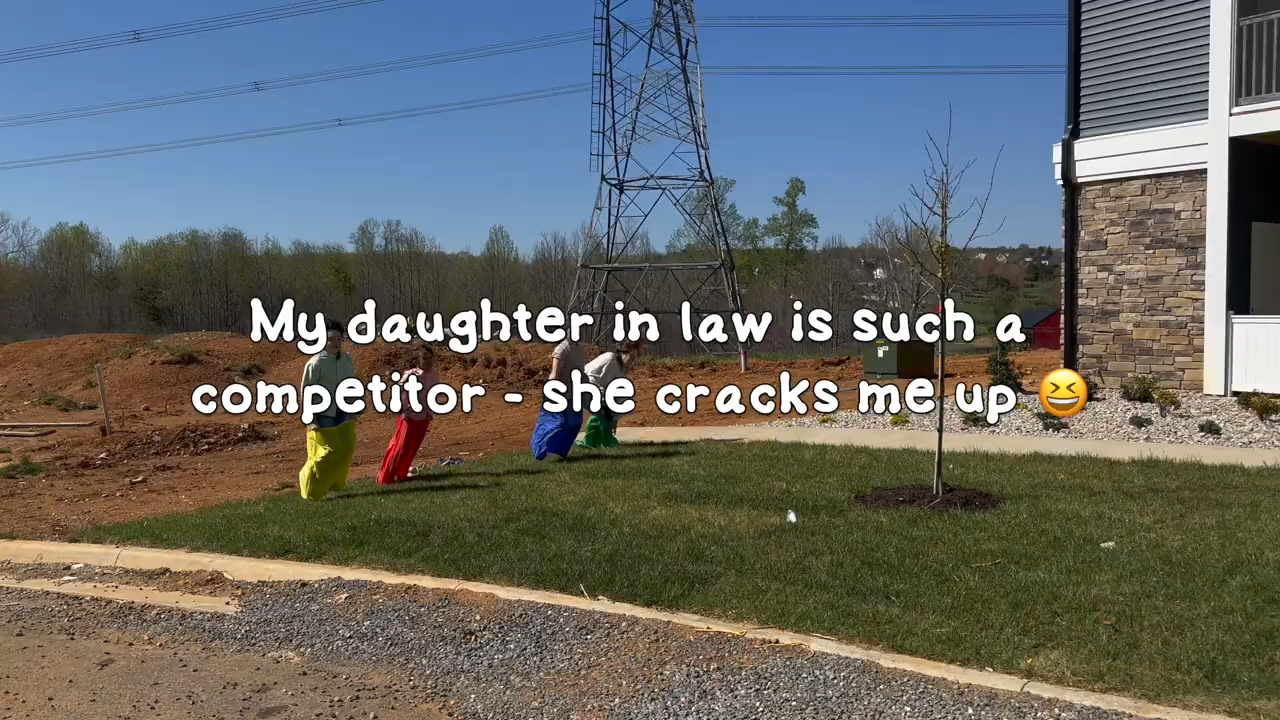 My daughter in law is such a
competitor - she cracks me up 😆